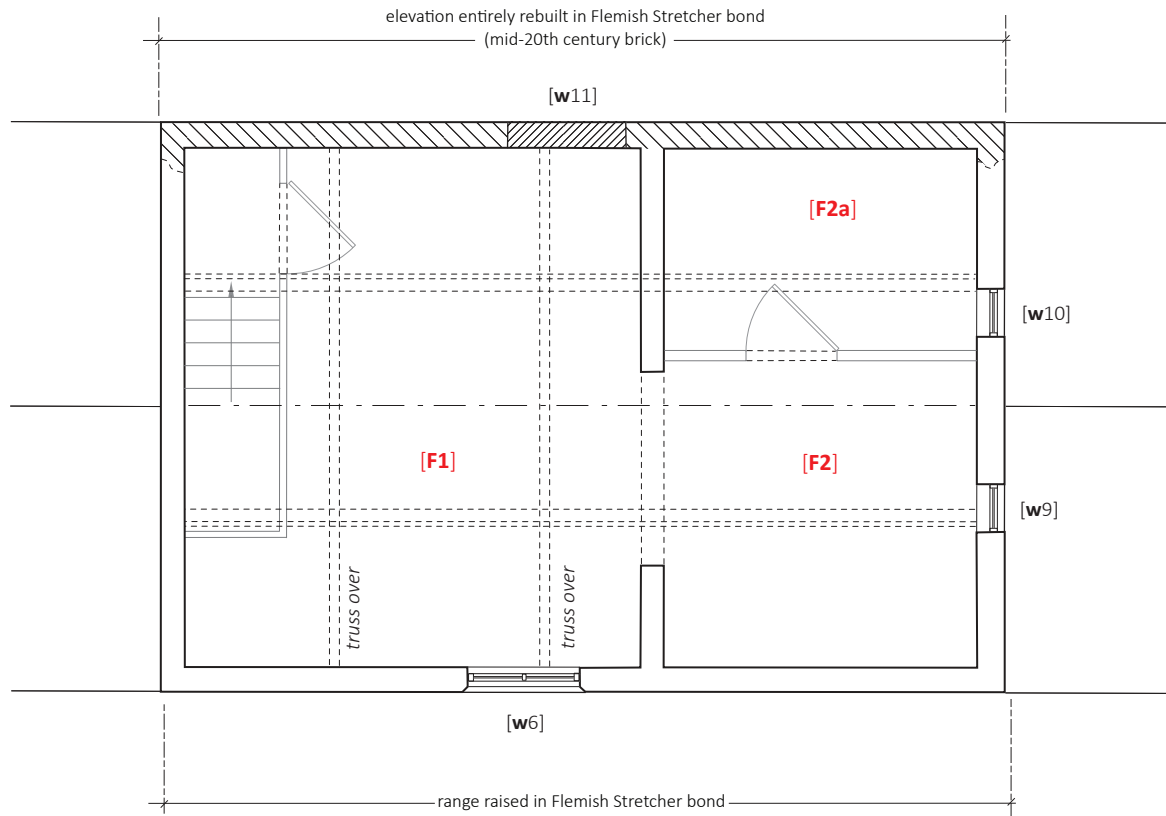 elevation entirely rebuilt in Flemish Stretcher bond
(mid-20th century brick)
[w11]
[F2a]
[w10]
[F1]
[F2]
[w9]
truss over
truss over
[w6]
range raised in Flemish Stretcher bond